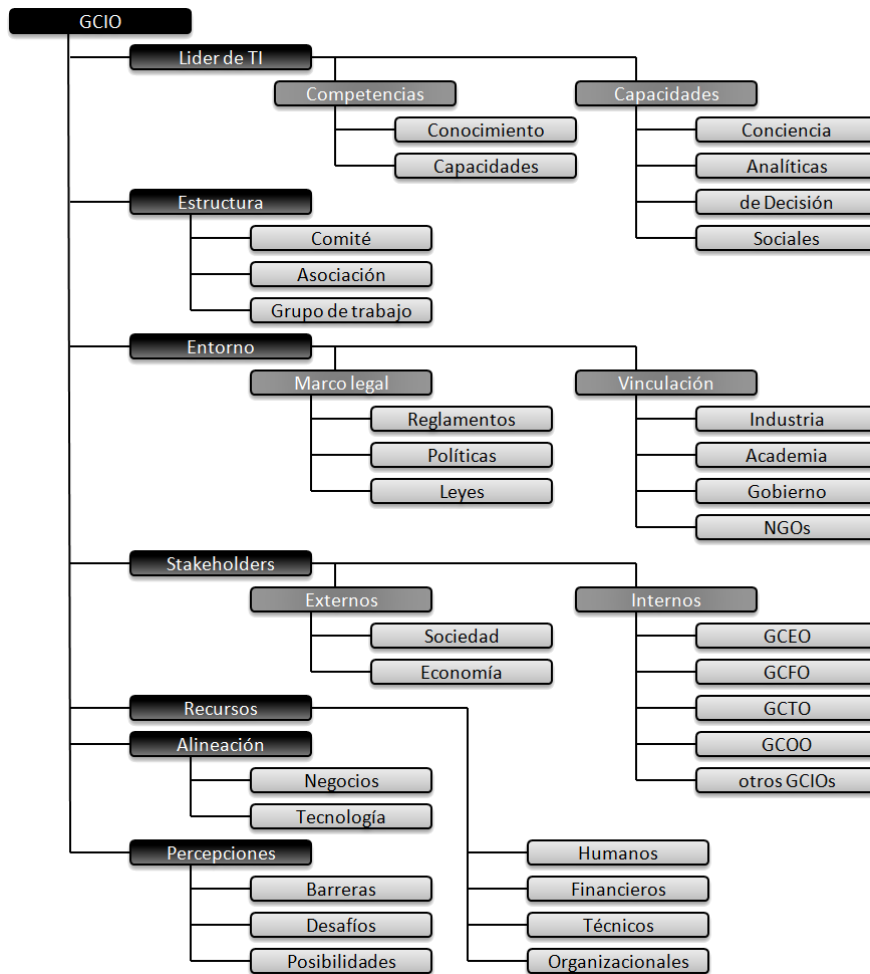 GCIO
Lider de TI
Competencias
Conocimiento
Capacidades
Capacidades
Conciencia
Analíticas
de Decisión
Sociales
Estructura
Comité
Asociación
Grupo de trabajo
Entorno
Marco legal
Reglamentos
Políticas
Leyes
Vinculación
Industria
Academia
Gobierno
NGOs
Stakeholders
Externos
Sociedad
Economía
Internos
GCEO
GCFO
GCTO
GCOO
otros GCIOs
Recursos
Humanos
Financieros
Técnicos
Organizacionales
Alineación
Negocios
Tecnología
Percepciones
Barreras
Desafíos
Posibilidades